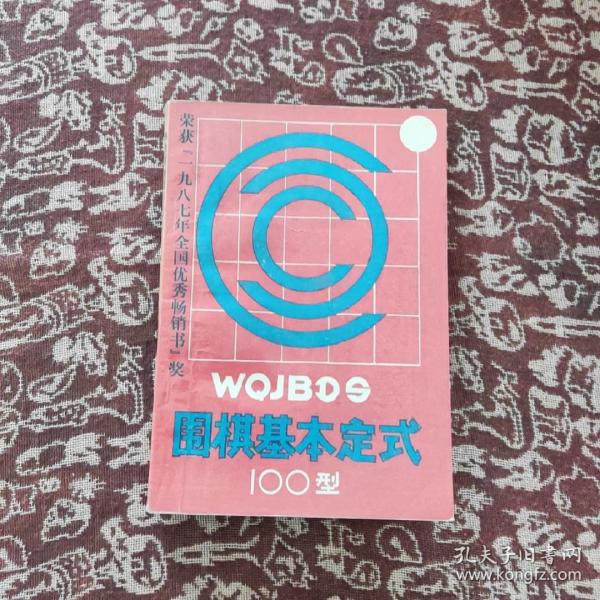 荣获『一九八七年全国优秀畅销书』奖
WQJBDS
围棋基本定式
100型
孔夫子旧书网
www.kongfz.com